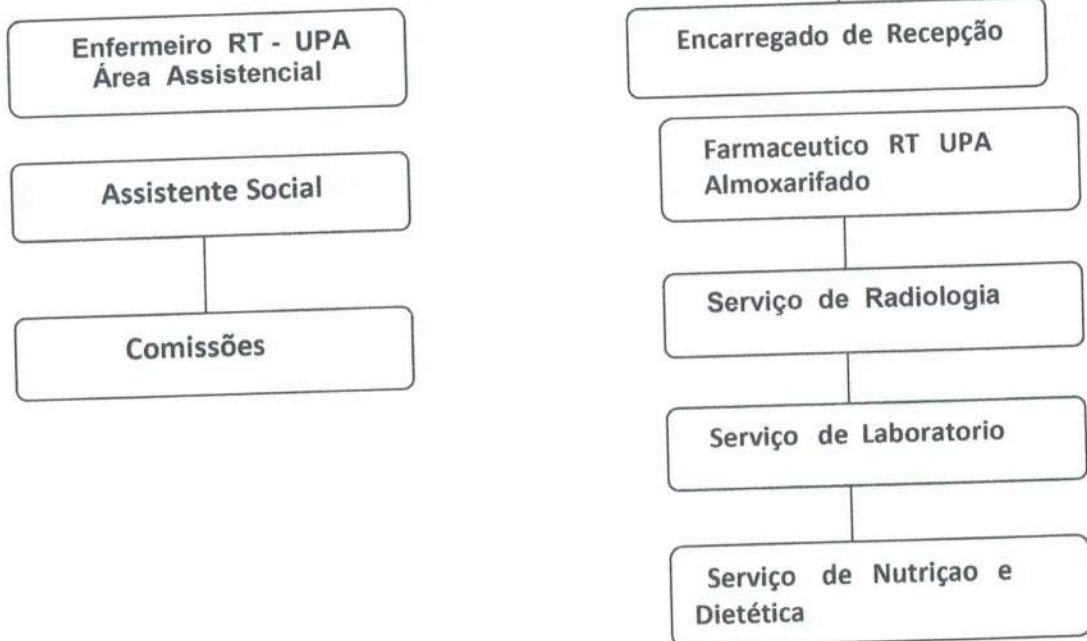 Enfermeiro RT - UPA
Área Assistencial
Assistente Social
Comissões
Encarregado de Recepção
Farmaceutico RT UPA
Almoxarifado
Serviço de Radiologia
Serviço de Laboratorio
Serviço de Nutriçao e
Dietética